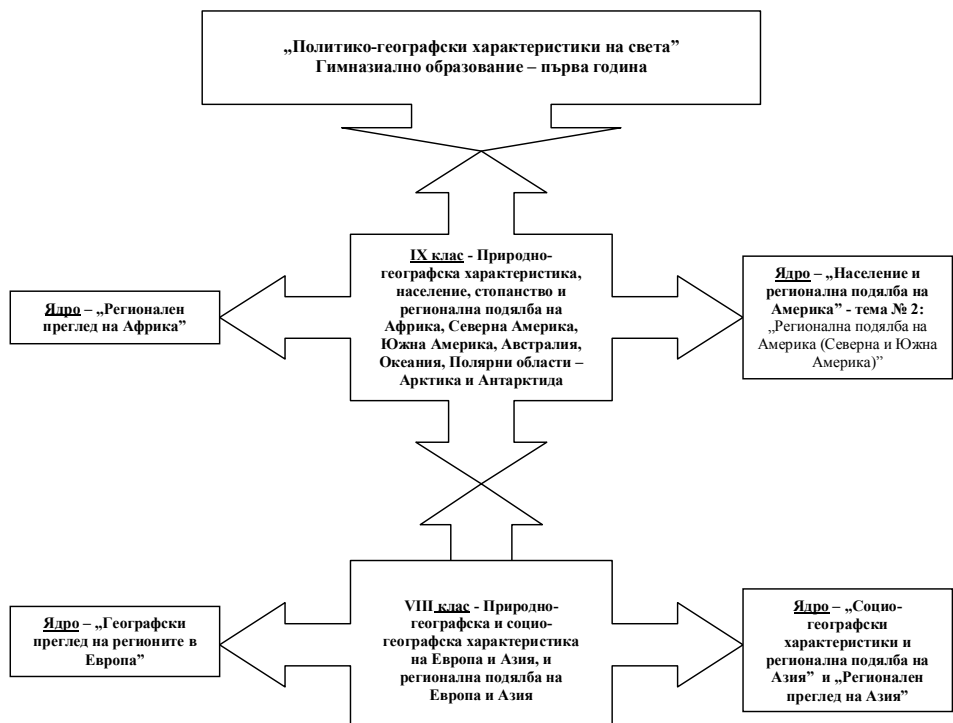 „Политико-географски характеристики на света”
Гимназиално образование – първа година
IX клас - Природно-
географска характеристика,
население, стопанство и
регионална подялба на
Африка, Северна Америка,
Южна Америка, Австралия,
Океания, Полярни области –
Арктика и Антарктида
Ядро – „Регионален
преглед на Африка”
Ядро – „Население и
регионална подялба на
Америка” - тема № 2:
„Регионална подялба на
Америка (Северна и Южна
Америка)”
Ядро – „Географски
преглед на регионите в
Европа”
VIII клас - Природно-
географска и социо-
географска характеристика
на Европа и Азия, и
регионална подялба на
Европа и Азия
Ядро – „Социо-
географски
характеристики и
регионална подялба на
Азия” и „Регионален
преглед на Азия”